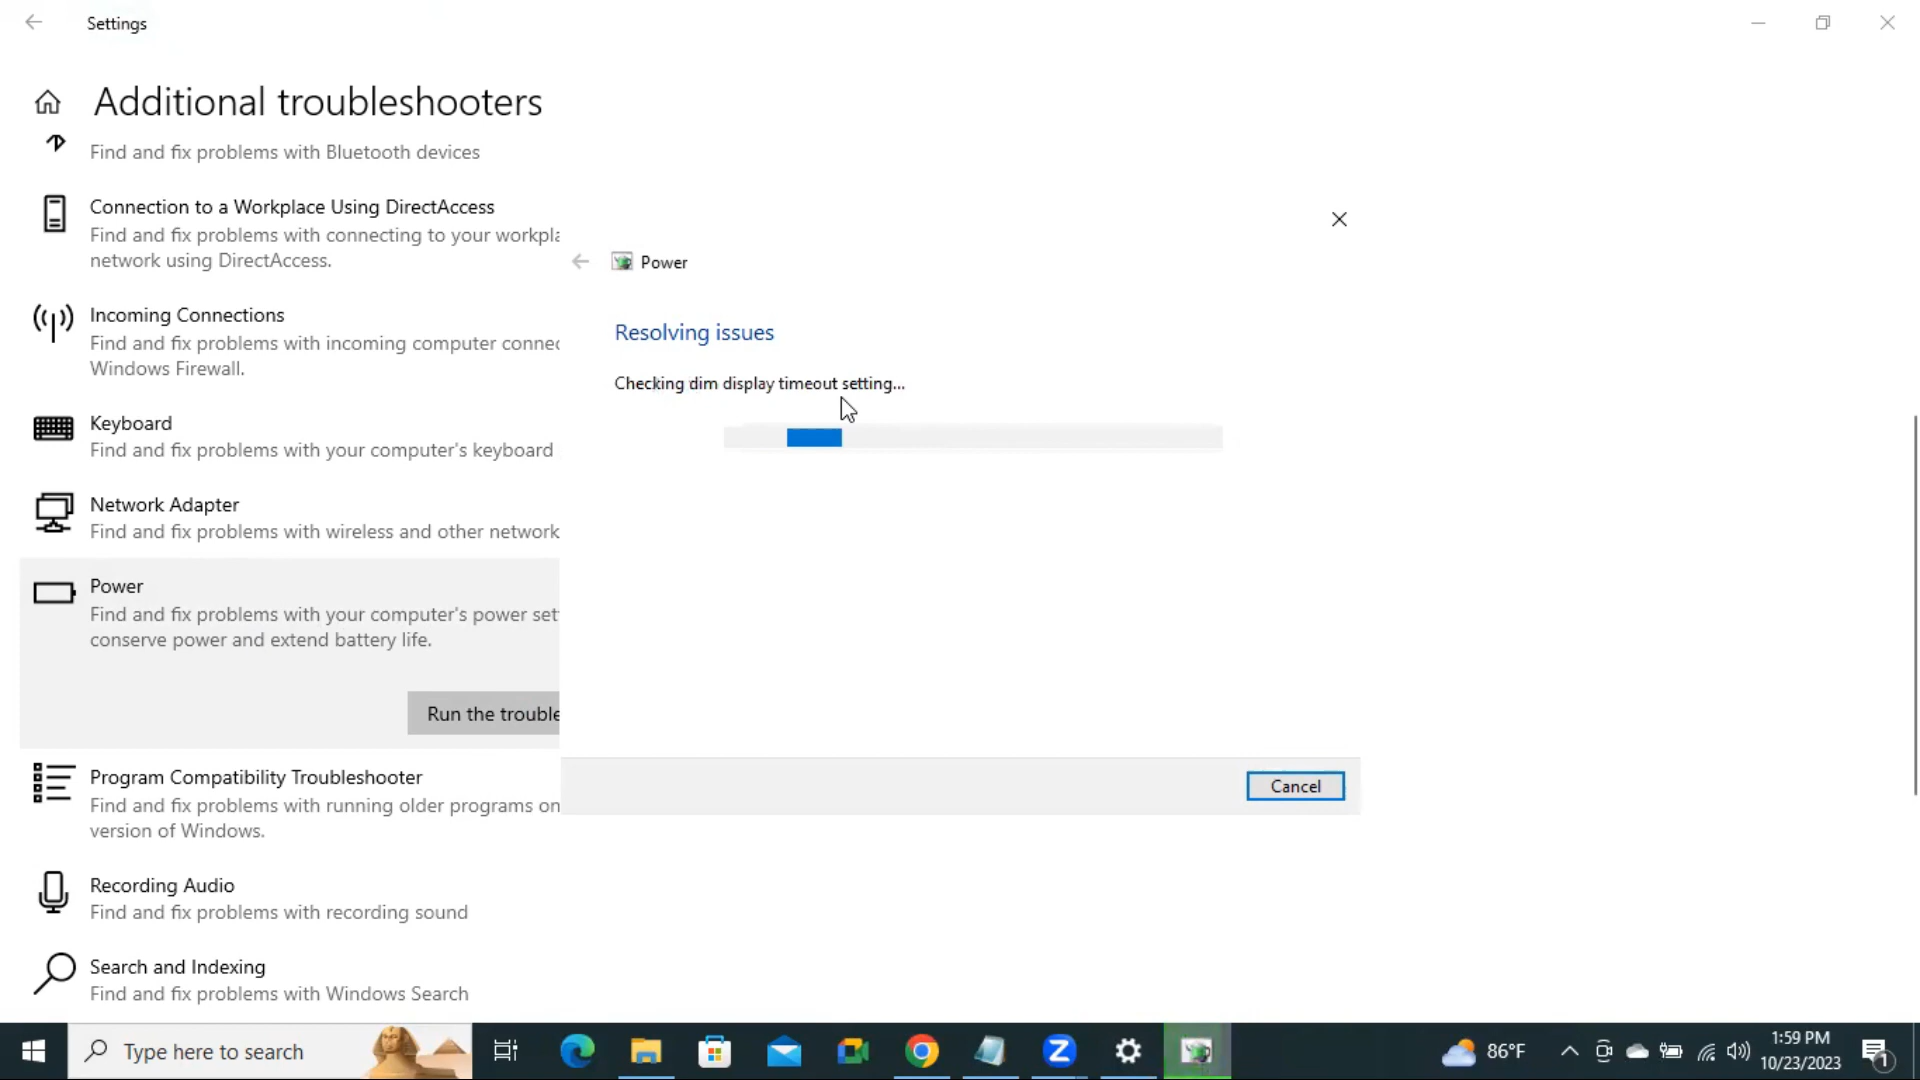 Settings
Additional troubleshooters
Find and fix problems with Bluetooth devices
Connection to a Workplace Using DirectAccess
Find and fix problems with connecting to your workpla
network using DirectAccess.
Incoming Connections
Find and fix problems with incoming computer connec
Windows Firewall.
Keyboard
Find and fix problems with your computer's keyboard
Network Adapter
Find and fix problems with wireless and other network
Power
Find and fix problems with your computer's power set
conserve power and extend battery life.
Run the trouble
Program Compatibility Troubleshooter
Find and fix problems with running older programs on
version of Windows.
Recording Audio
Find and fix problems with recording sound
Search and Indexing
Find and fix problems with Windows Search
Power
Resolving issues
Checking dim display timeout setting...
Cancel
Type here to search
86°F
1:59 PM
10/23/2023
1